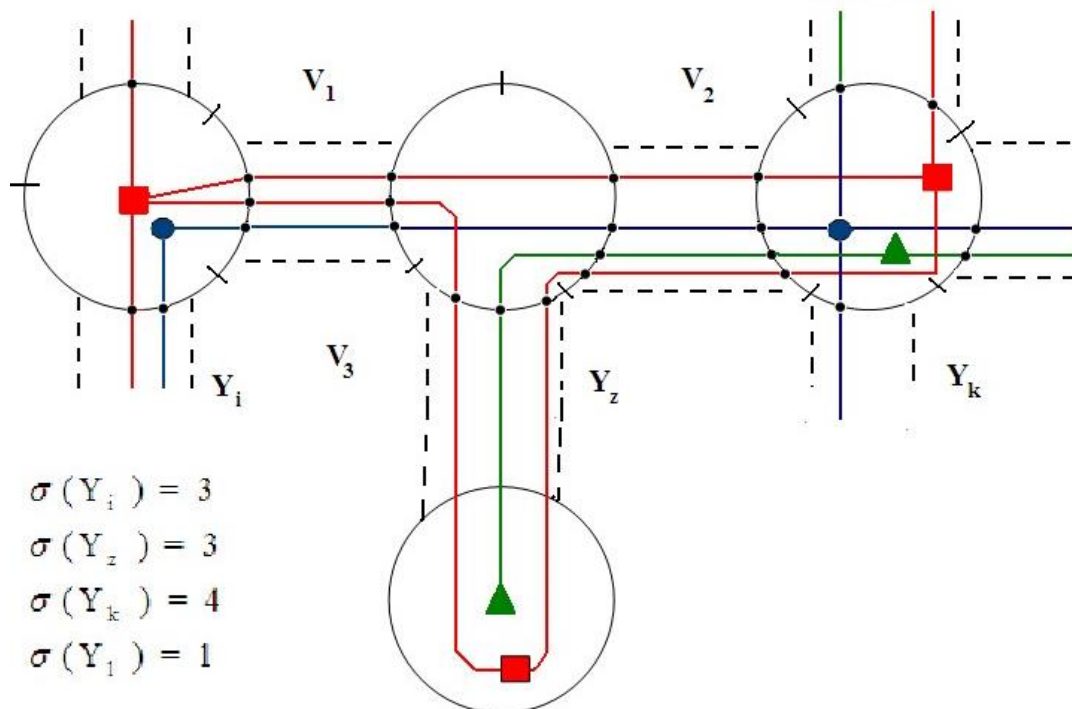 V1
V2
V3
Yi
Yz
Yk
σ(Yi) = 3
σ(Yz) = 3
σ(Yk) = 4
σ(Y1) = 1